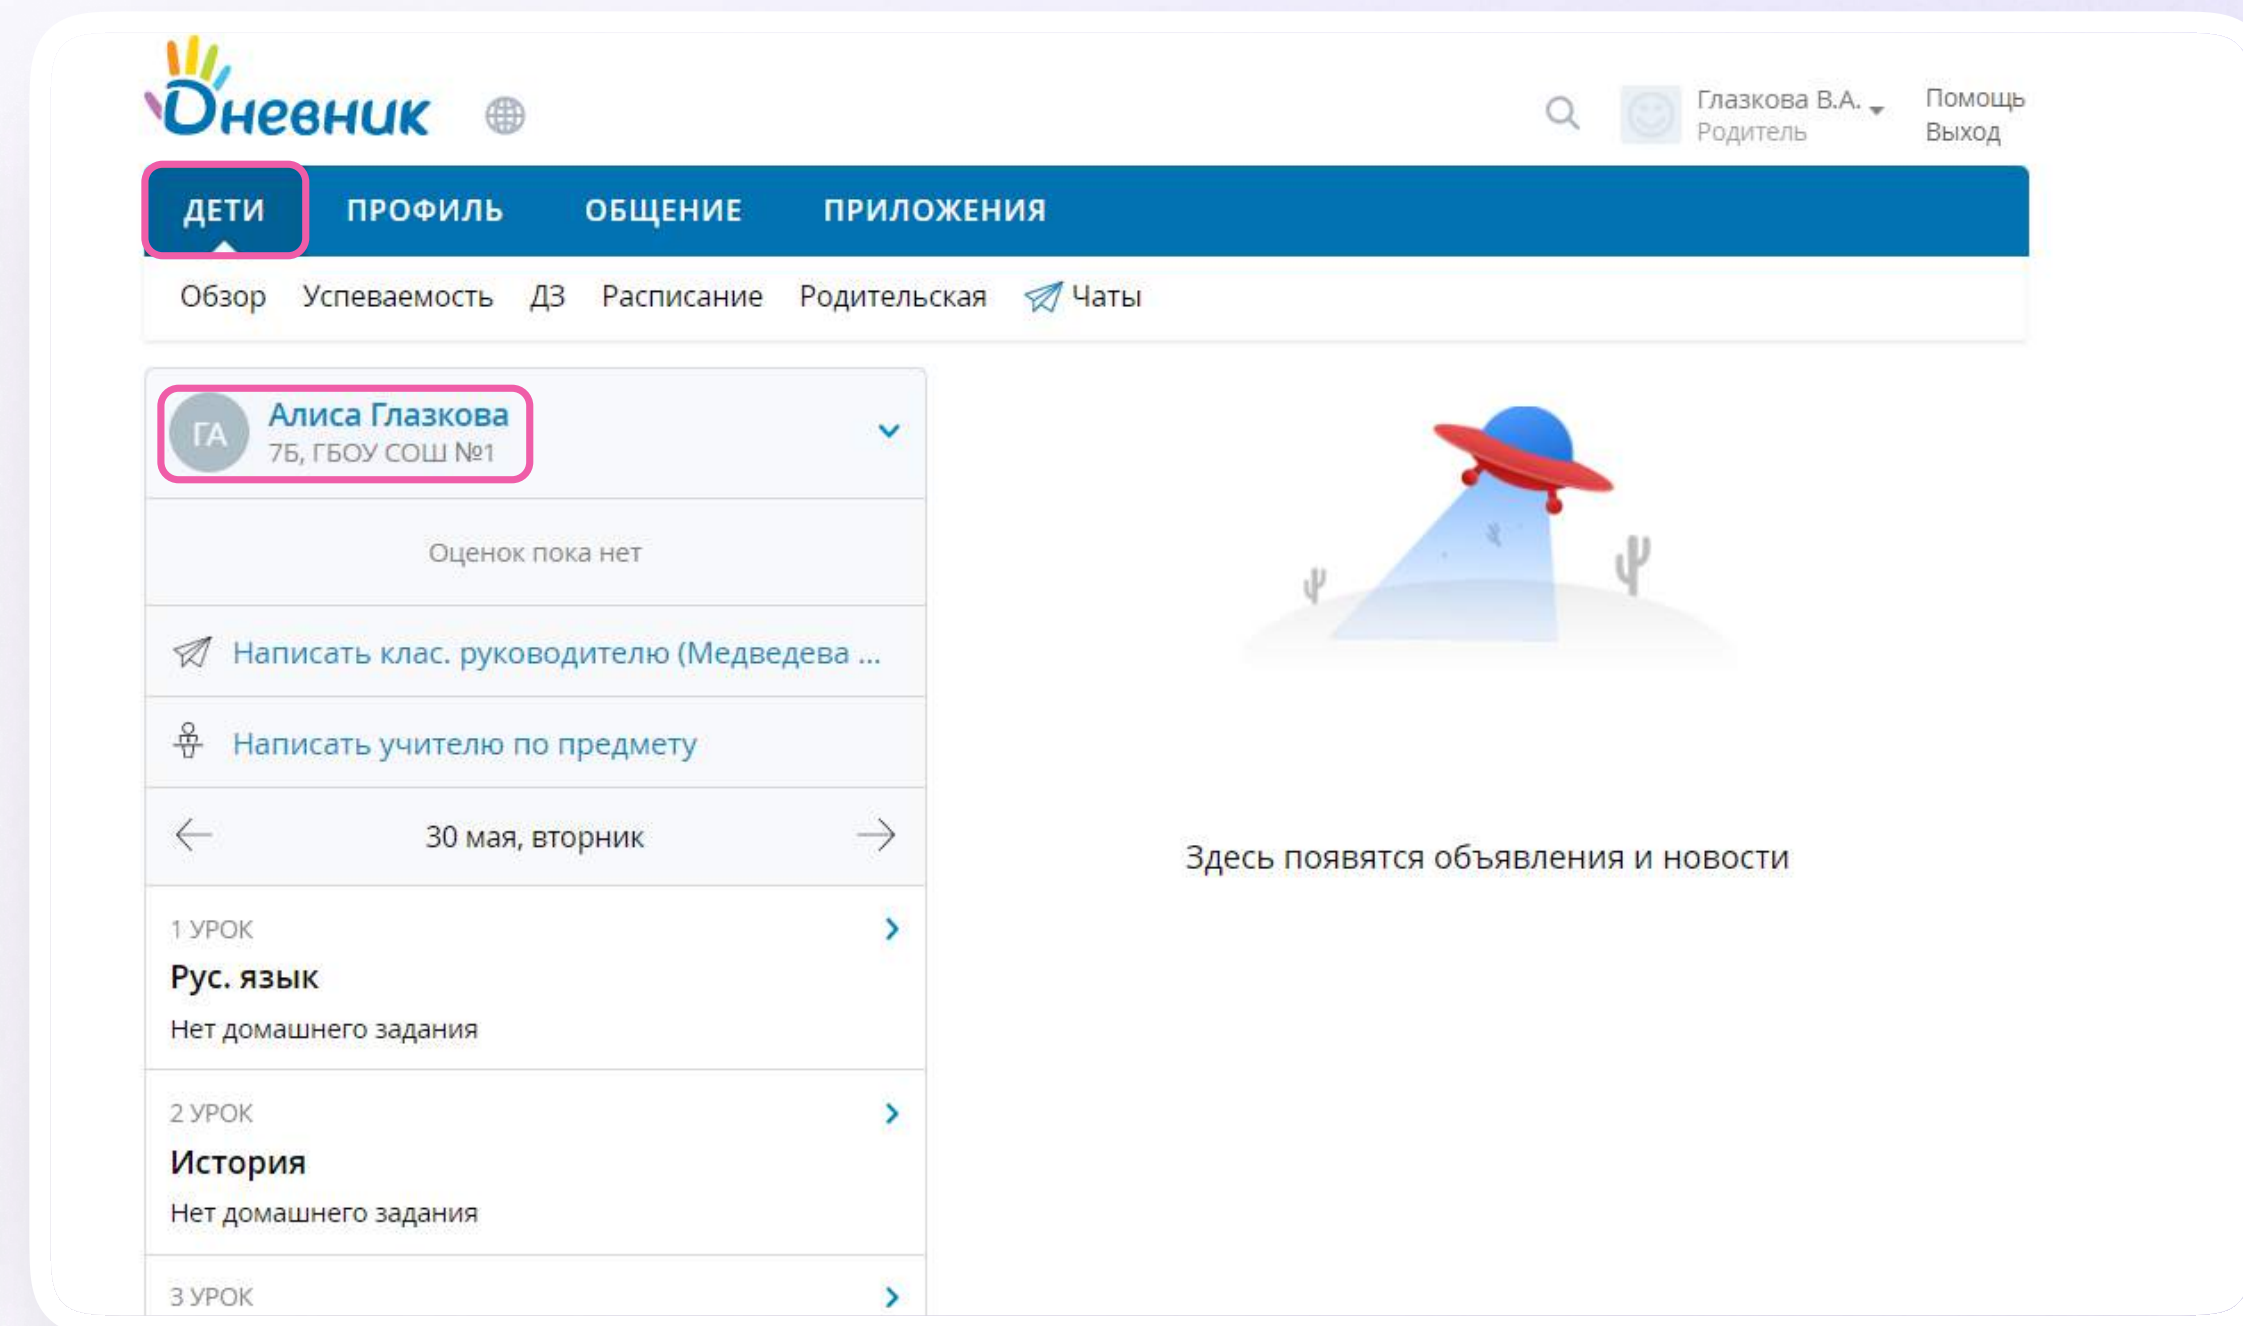 Дневник
Глазкова В.А.
Родитель
Помощь
Выход
ДЕТИ ПРОФИЛЬ ОБЩЕНИЕ ПРИЛОЖЕНИЯ
Обзор Успеваемость ДЗ Расписание Родительская Чаты
ГА
Алиса Глазкова
7Б, ГБОУ СОШ №1
Оценок пока нет
Написать клас. руководителю (Медведева ...
Написать учителю по предмету
30 мая, вторник
Здесь появятся объявления и новости
1 УРОК
Рус. язык
Нет домашнего задания
2 УРОК
История
Нет домашнего задания
3 УРОК